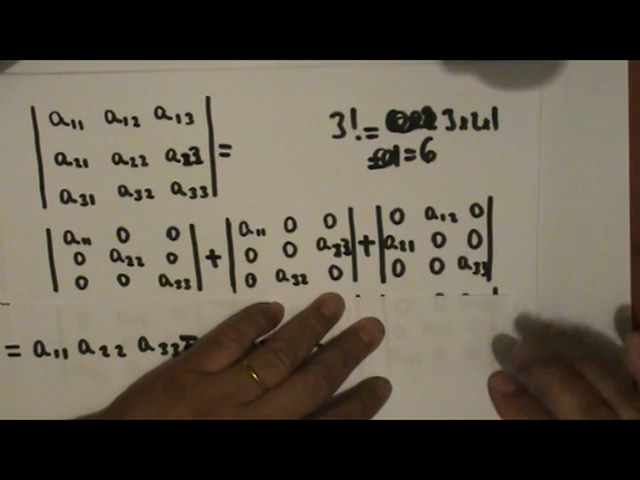 | a11 a12 a13 | =
| a21 a22 a23 |
| a31 a32 a33 |
3! = 3x2x1
= 6
| a11 0 0 | + | a11 0 0 | + | 0 a12 0 |
| 0 a22 0 | | 0 0 a23 | | a21 0 0 |
| 0 0 a33 | | 0 a32 0 | | 0 0 a33 |
= a11 a22 a33